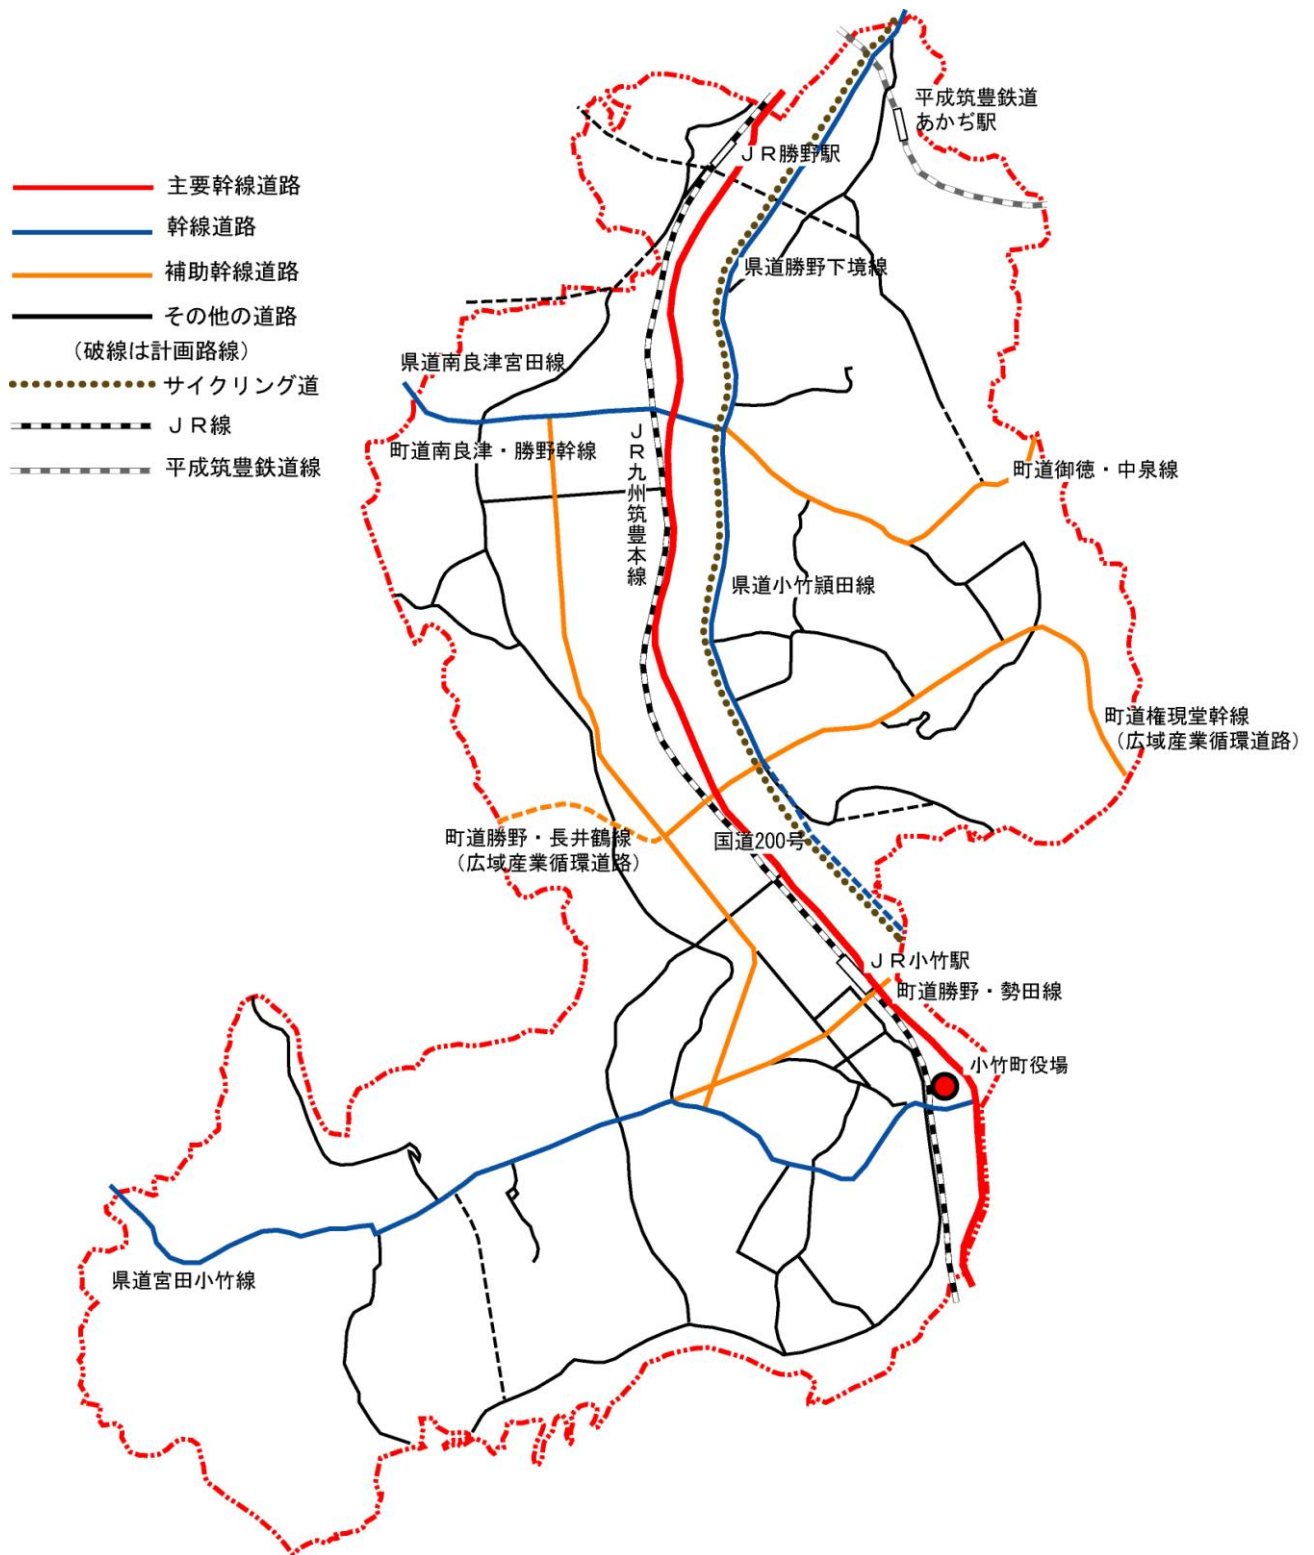 主要幹線道路
幹線道路
補助幹線道路
その他の道路
(破線は計画路線)
サイクリング道
ＪＲ線
平成筑豊鉄道線
平成筑豊鉄道
あかぢ駅
ＪＲ勝野駅
県道勝野下境線
県道南良津宮田線
町道南良津・勝野幹線
ＪＲ九州筑豊本線
町道御徳・中泉線
県道小竹頴田線
町道権現堂幹線
（広域産業循環道路）
町道勝野・長井鶴線
（広域産業循環道路）
国道200号
ＪＲ小竹駅
町道勝野・勢田線
小竹町役場
県道宮田小竹線